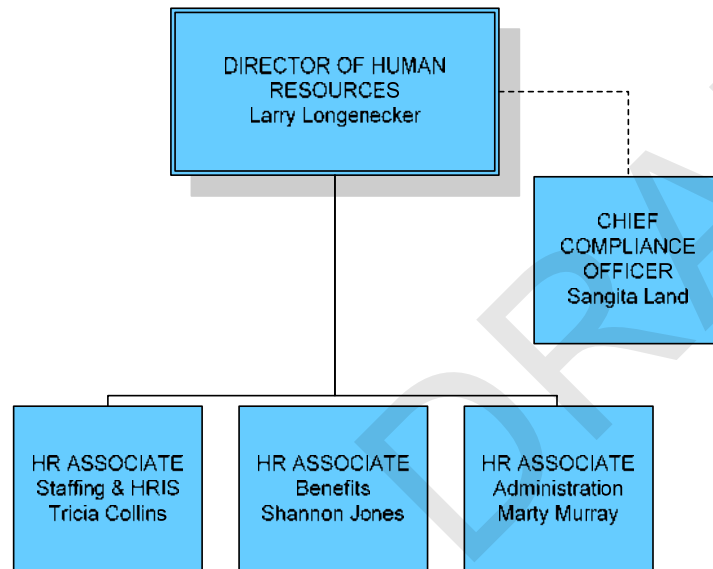 DIRECTOR OF HUMAN
RESOURCES
Larry Longenecker
CHIEF
COMPLIANCE
OFFICER
Sangita Land
HR ASSOCIATE
Staffing & HRIS
Tricia Collins
HR ASSOCIATE
Benefits
Shannon Jones
HR ASSOCIATE
Administration
Marty Murray
DRA